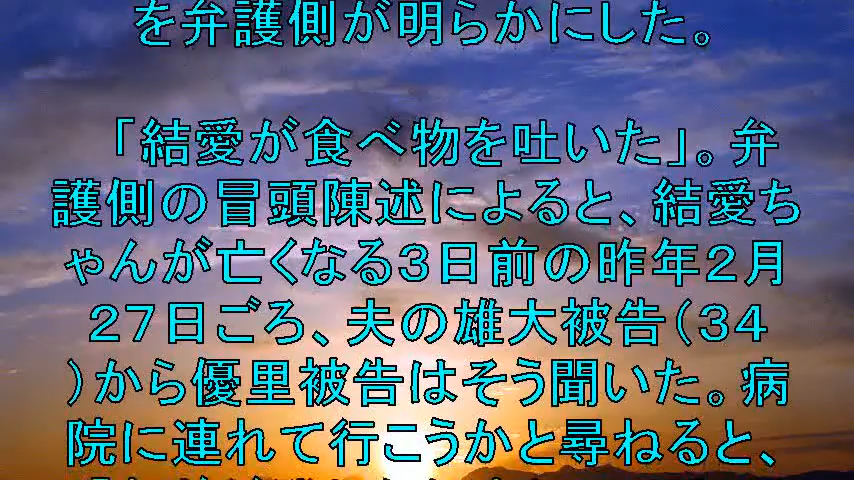 を弁護側が明らかにした。
「結愛が食べ物を吐いた」。弁
護側の冒頭陳述によると、結愛ち
ゃんが亡くなる３日前の昨年２月
２７日ごろ、夫の雄大被告（３４
）から優里被告はそう聞いた。病
院に連れて行こうかと尋ねると、